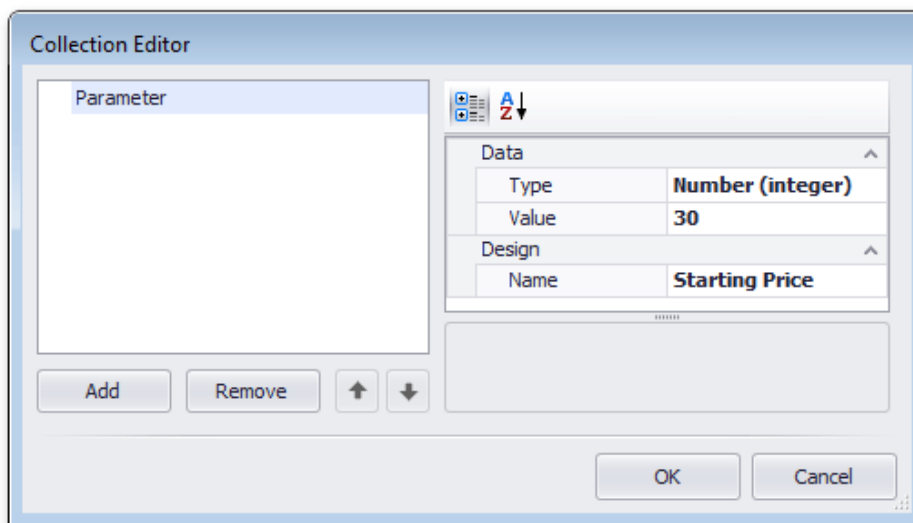 Collection Editor
Parameter
A
Z
Data
Type Number (integer)
Value 30
Design
Name Starting Price
Add Remove
OK Cancel